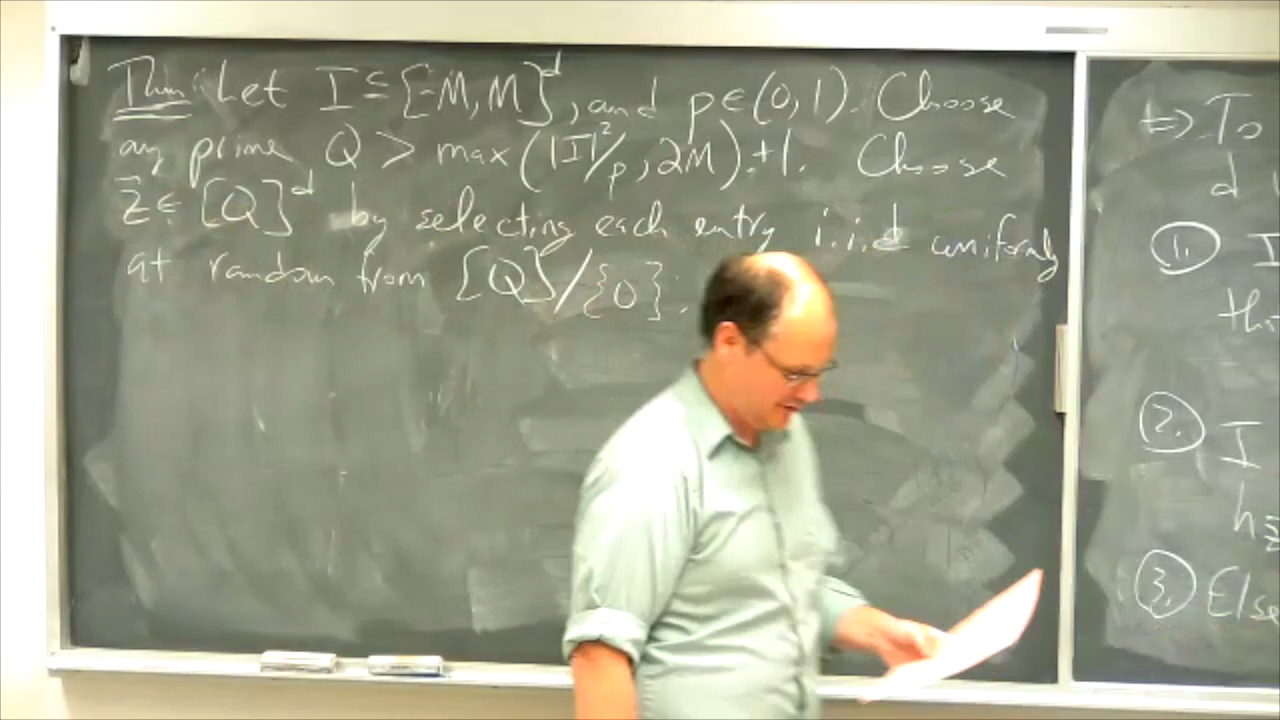 Thm: Let I ⊆ [-M, M]^d, and p ∈ (0, 1). Choose
any prime Q > max(|I|²/p, 2M)+1. Choose
z̄ ∈ [Q]^d by selecting each entry i.i.d uniformly
at random from [Q]/{0}.
⇒ To
d
1. I
th
2. I
h
3. Else